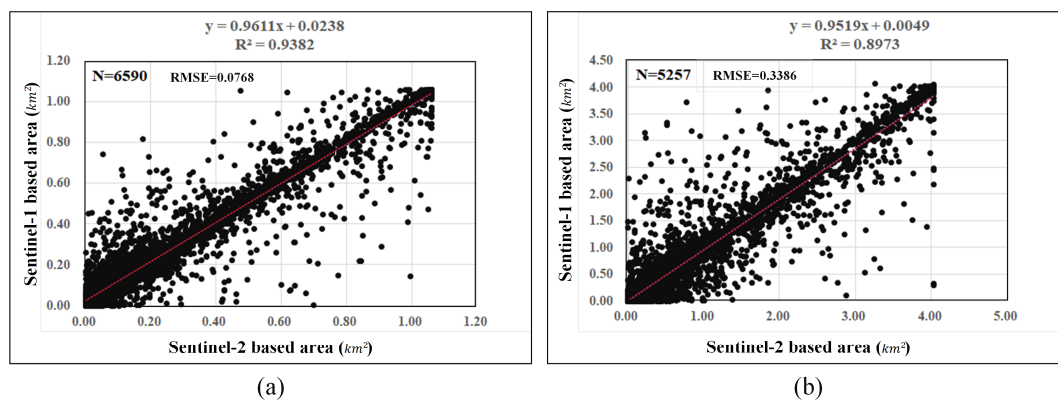 y = 0.9611x + 0.0238
R² = 0.9382
N=6590 RMSE=0.0768
Sentinel-1 based area (km²)
1.20
1.00
0.80
0.60
0.40
0.20
0.00
0.00 0.20 0.40 0.60 0.80 1.00 1.20
Sentinel-2 based area (km²)
(a)
y = 0.9519x + 0.0049
R² = 0.8973
N=5257 RMSE=0.3386
Sentinel-1 based area (km²)
4.50
4.00
3.50
3.00
2.50
2.00
1.50
1.00
0.50
0.00
0.00 1.00 2.00 3.00 4.00 5.00
Sentinel-2 based area (km²)
(b)